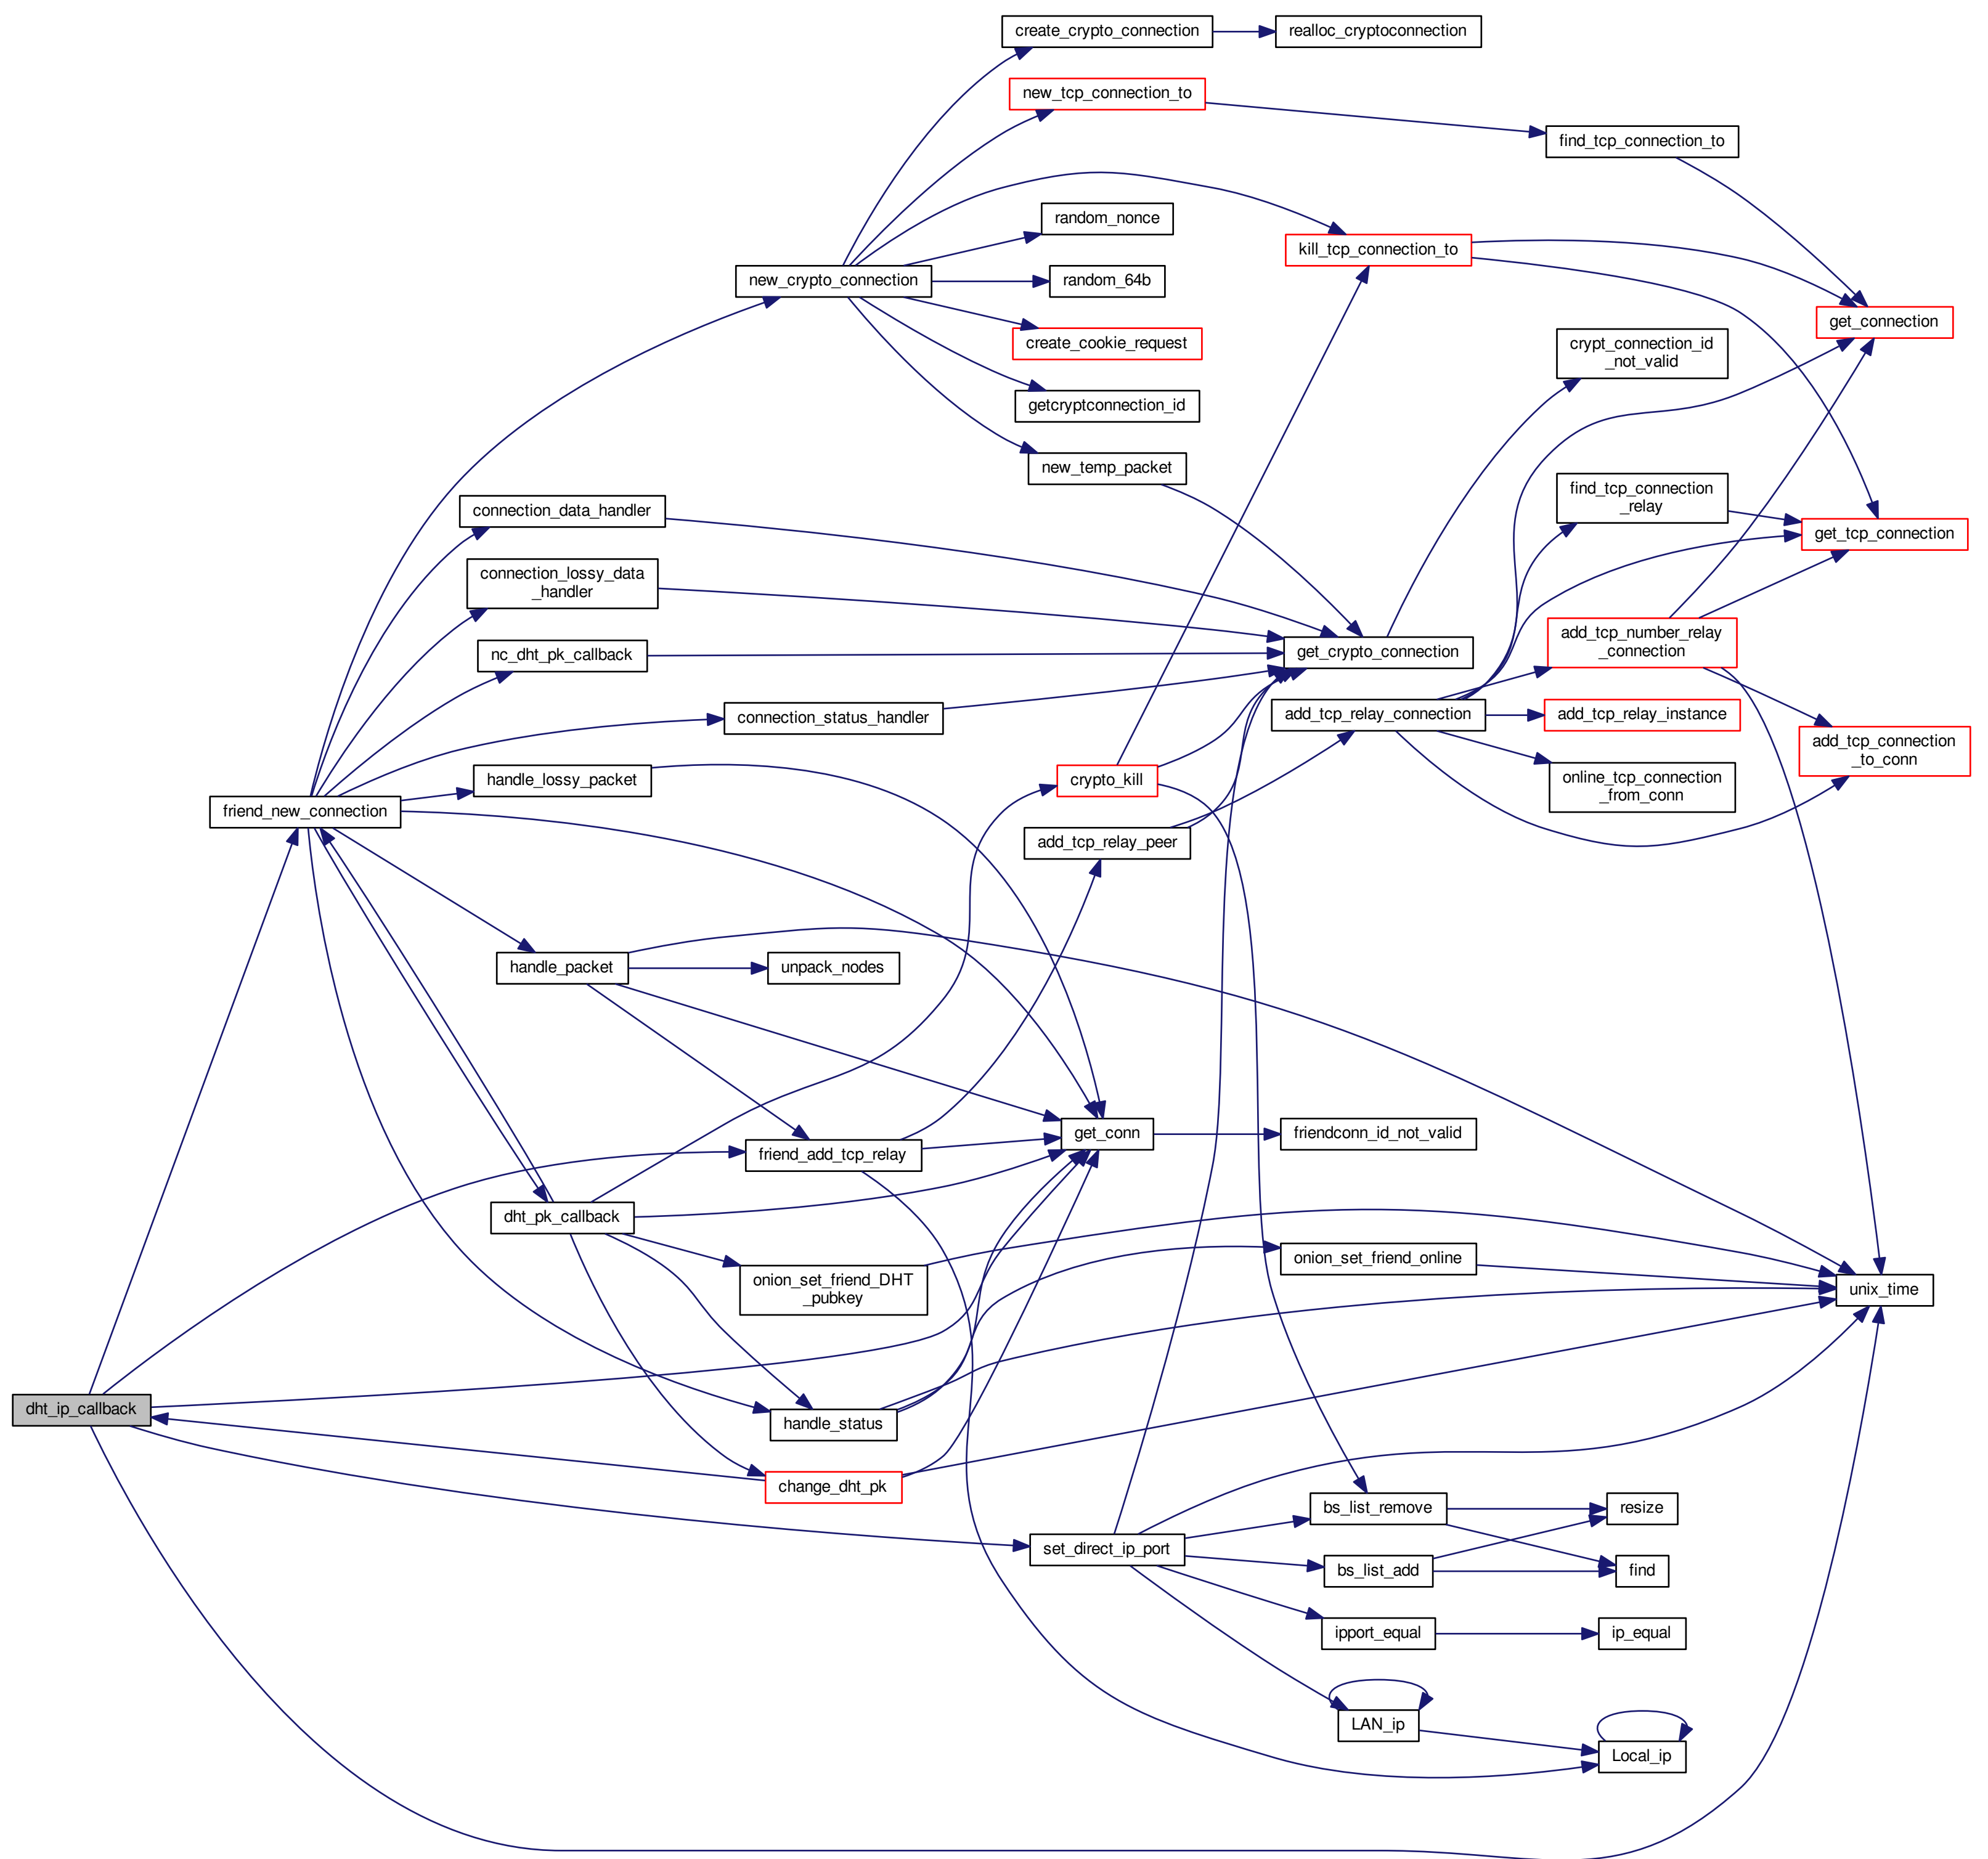 create_crypto_connection
realloc_cryptoconnection
new_tcp_connection_to
find_tcp_connection_to
random_nonce
kill_tcp_connection_to
new_crypto_connection
random_64b
get_connection
create_cookie_request
crypt_connection_id
_not_valid
getcryptconnection_id
new_temp_packet
connection_data_handler
find_tcp_connection
_relay
get_tcp_connection
connection_lossy_data
_handler
nc_dht_pk_callback
get_crypto_connection
add_tcp_number_relay
_connection
connection_status_handler
add_tcp_relay_connection
add_tcp_relay_instance
add_tcp_connection
_to_conn
handle_lossy_packet
crypto_kill
online_tcp_connection
_from_conn
friend_new_connection
add_tcp_relay_peer
handle_packet
unpack_nodes
get_conn
friendconn_id_not_valid
friend_add_tcp_relay
dht_pk_callback
onion_set_friend_DHT
_pubkey
onion_set_friend_online
unix_time
dht_ip_callback
handle_status
change_dht_pk
bs_list_remove
resize
set_direct_ip_port
bs_list_add
find
ipport_equal
ip_equal
LAN_ip
Local_ip